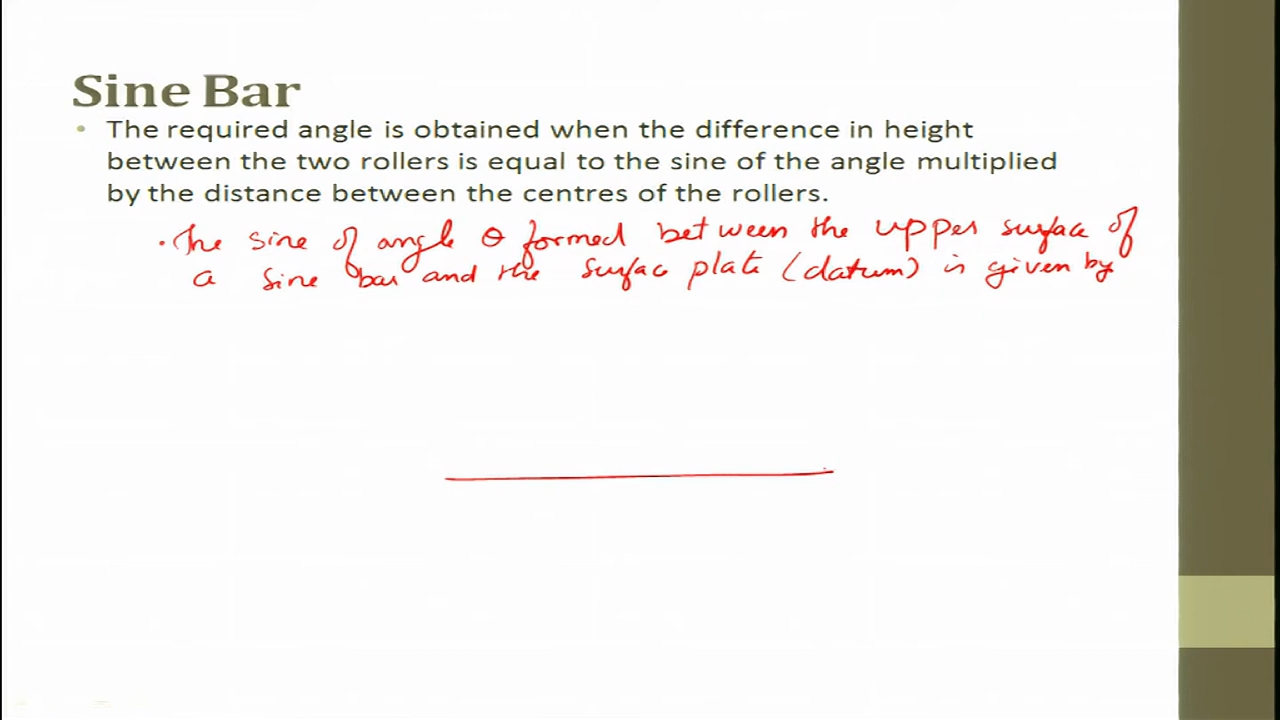 Sine Bar
• The required angle is obtained when the difference in height
between the two rollers is equal to the sine of the angle multiplied
by the distance between the centres of the rollers.
• The sine of angle θ formed between the upper surface of
a sine bar and the surface plate (datum) is given by